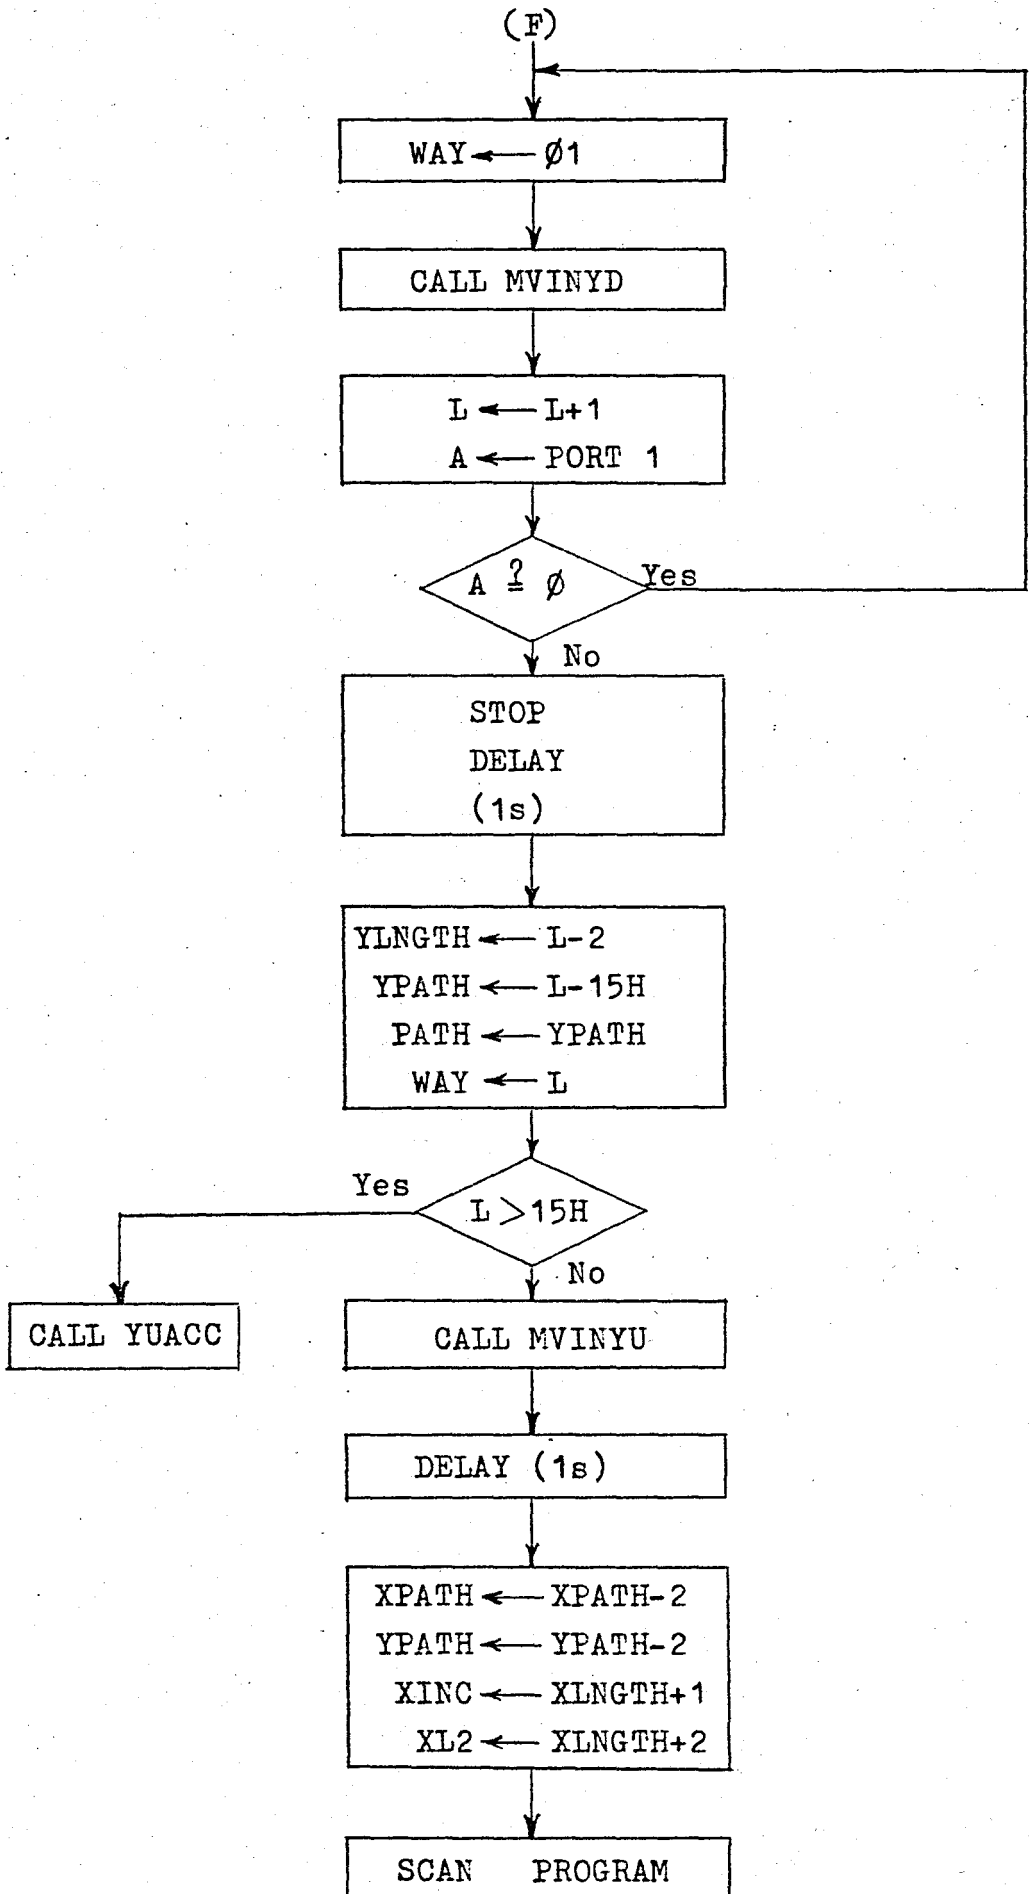 (F)
WAY ← Ø1
CALL MVINYD
L ← L+1
A ← PORT 1
A ≟ Ø
Yes
No
STOP
DELAY
(1s)
YLNGTH ← L-2
YPATH ← L-15H
PATH ← YPATH
WAY ← L
Yes
L >15H
No
CALL YUACC
CALL MVINYU
DELAY (1s)
XPATH ← XPATH-2
YPATH ← YPATH-2
XINC ← XLNGTH+1
XL2 ← XLNGTH+2
SCAN PROGRAM